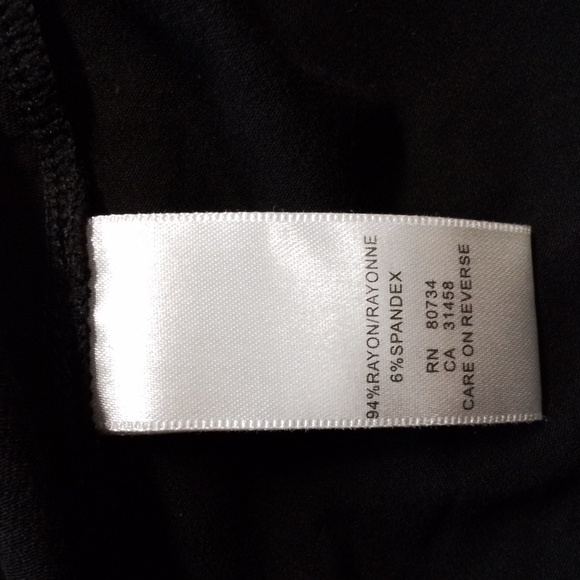 94%RAYON/RAYONNE
6%SPANDEX
RN 80734
CA 31458
CARE ON REVERSE